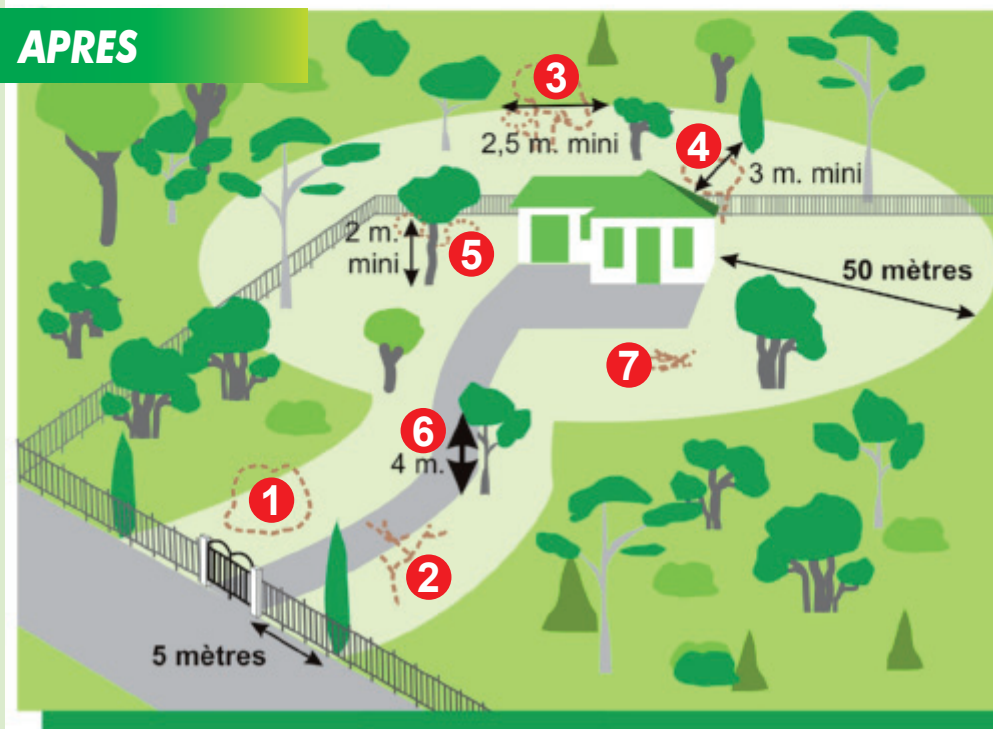 APRES
3
2,5 m. mini
4
3 m. mini
2 m.
mini
5
50 mètres
7
6
4 m.
1
2
5 mètres